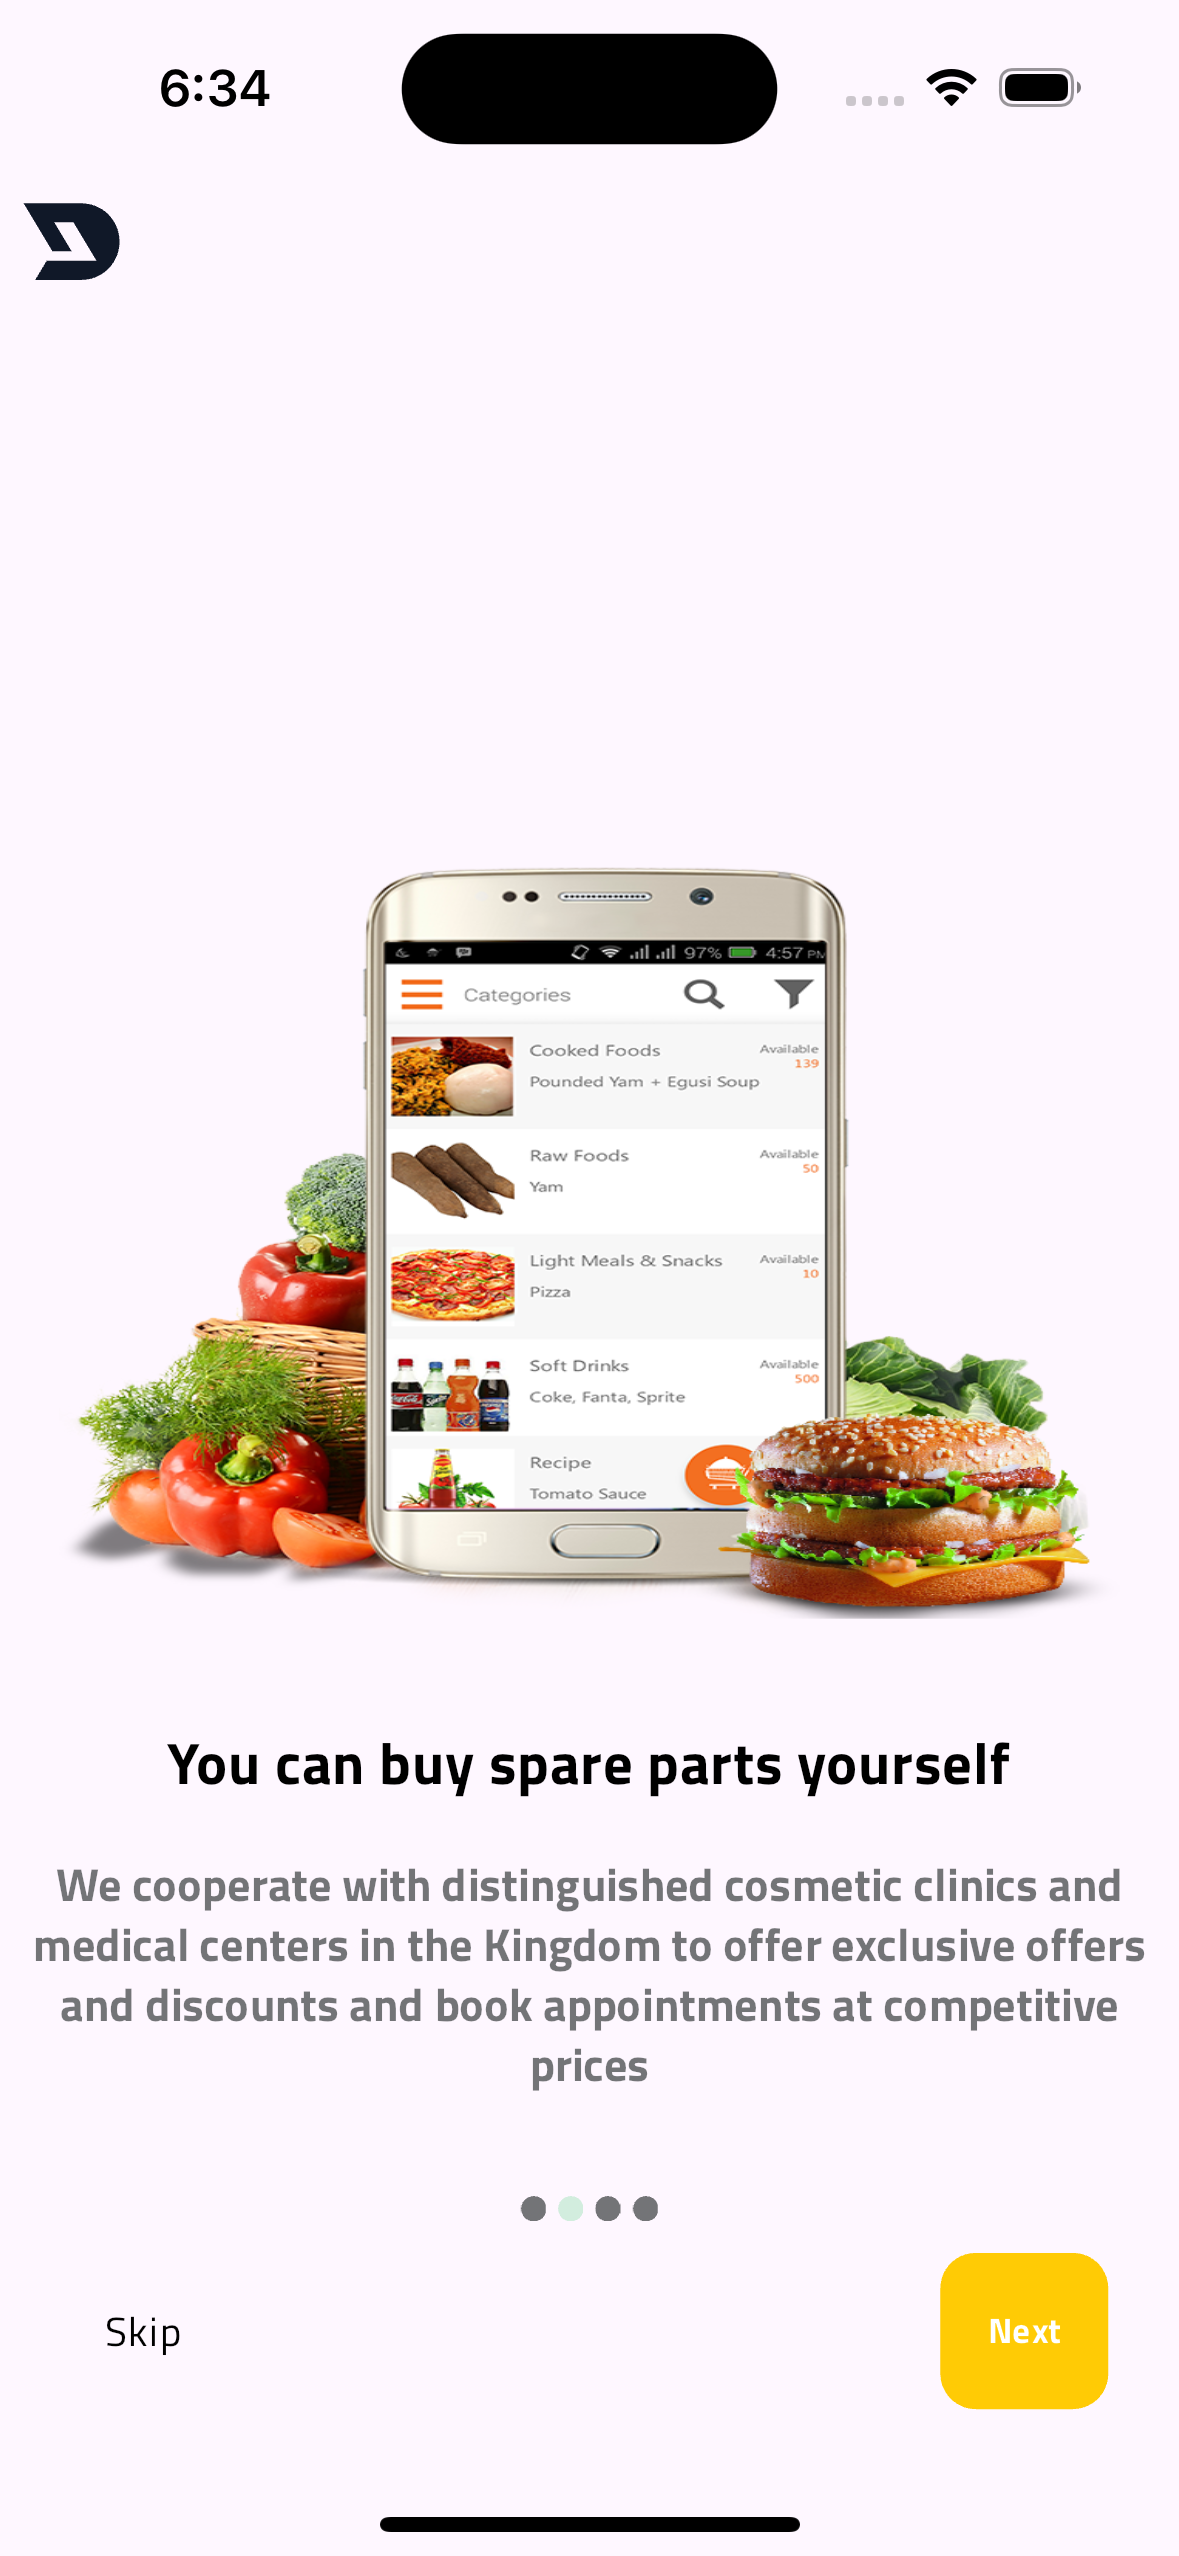 6:34
97% 4:57 PM
Categories
Cooked Foods
Available
139
Pounded Yam + Egusi Soup
Raw Foods
Available
50
Yam
Light Meals & Snacks
Available
10
Pizza
Soft Drinks
Available
500
Coke, Fanta, Sprite
Recipe
Tomato Sauce
You can buy spare parts yourself
We cooperate with distinguished cosmetic clinics and
medical centers in the Kingdom to offer exclusive offers
and discounts and book appointments at competitive
prices
Skip
Next